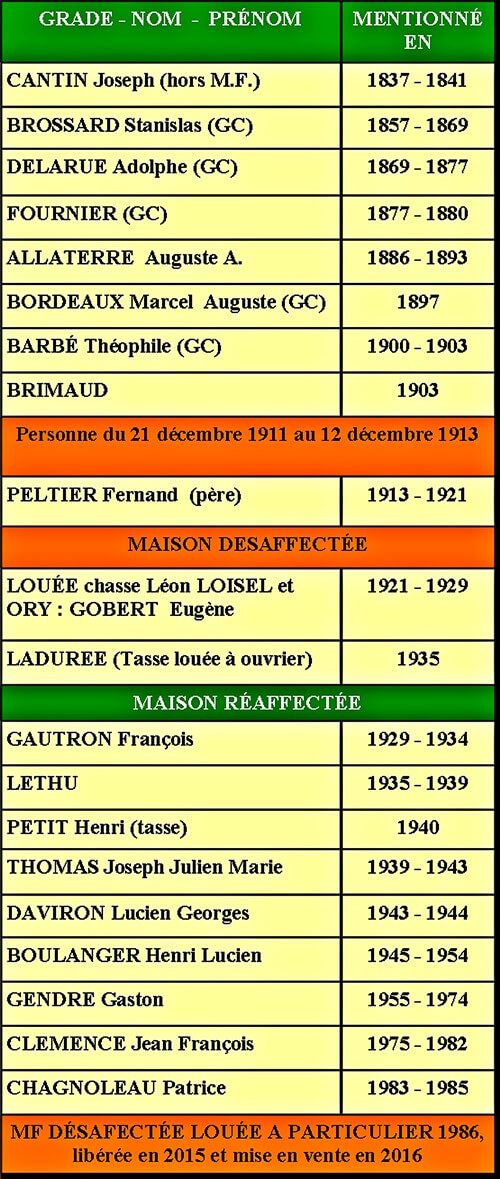 GRADE - NOM - PRÉNOM MENTIONNÉ
EN
CANTIN Joseph (hors M.F.) 1837 - 1841
BROSSARD Stanislas (GC) 1857 - 1869
DELARUE Adolphe (GC) 1869 - 1877
FOURNIER (GC) 1877 - 1880
ALLATERRE Auguste A. 1886 - 1893
BORDEAUX Marcel Auguste (GC) 1897
BARBÉ Théophile (GC) 1900 - 1903
BRIMAUD 1903
Personne du 21 décembre 1911 au 12 décembre 1913
PELTIER Fernand (père) 1913 - 1921
MAISON DESAFFECTÉE
LOUÉE chasse Léon LOISEL et 1921 - 1929
ORY : GOBERT Eugène
LADUREE (Tasse louée à ouvrier) 1935
MAISON RÉAFFECTÉE
GAUTRON François 1929 - 1934
LETHU 1935 - 1939
PETIT Henri (tasse) 1940
THOMAS Joseph Julien Marie 1939 - 1943
DAVIRON Lucien Georges 1943 - 1944
BOULANGER Henri Lucien 1945 - 1954
GENDRE Gaston 1955 - 1974
CLEMENCE Jean François 1975 - 1982
CHAGNOLEAU Patrice 1983 - 1985
MF DÉSAFECTÉE LOUÉE A PARTICULIER 1986,
libérée en 2015 et mise en vente en 2016